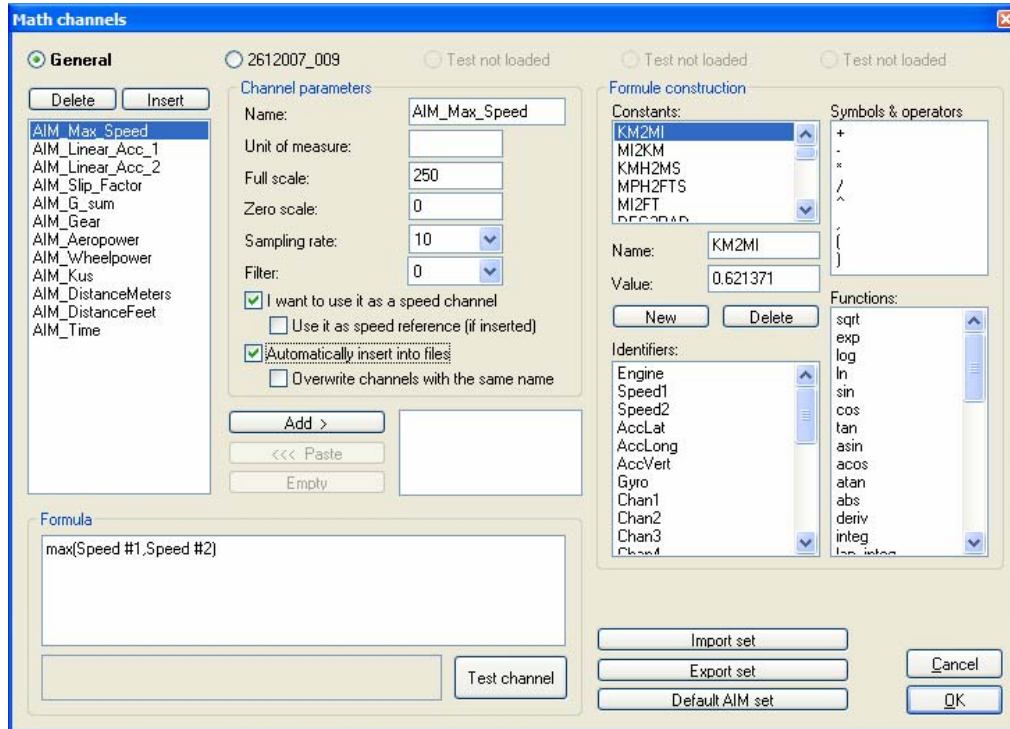 Math channels
General
2612007_009
Test not loaded
Test not loaded
Test not loaded
Delete
Insert
AIM_Max_Speed
AIM_Linear_Acc_1
AIM_Linear_Acc_2
AIM_Slip_Factor
AIM_G_sum
AIM_Gear
AIM_Aeropower
AIM_Wheelpower
AIM_Kus
AIM_DistanceMeters
AIM_DistanceFeet
AIM_Time
Channel parameters
Name: AIM_Max_Speed
Unit of measure:
Full scale: 250
Zero scale: 0
Sampling rate: 10
Filter: 0
I want to use it as a speed channel
Use it as speed reference (if inserted)
Automatically insert into files
Overwrite channels with the same name
Add >
<<< Paste
Empty
Formule construction
Constants:
KM2MI
MI2KM
KMH2MS
MPH2FTS
MI2FT
DEG2RAD
Name: KM2MI
Value: 0.621371
New
Delete
Identifiers:
Engine
Speed1
Speed2
AccLat
AccLong
AccVert
Gyro
Chan1
Chan2
Chan3
Chan4
Symbols & operators
+
-
*
/
^
,
(
)
Functions:
sqrt
exp
log
ln
sin
cos
tan
asin
acos
atan
abs
deriv
integ
lap_integ
Formula
max(Speed #1,Speed #2)
Test channel
Import set
Export set
Default AIM set
Cancel
OK